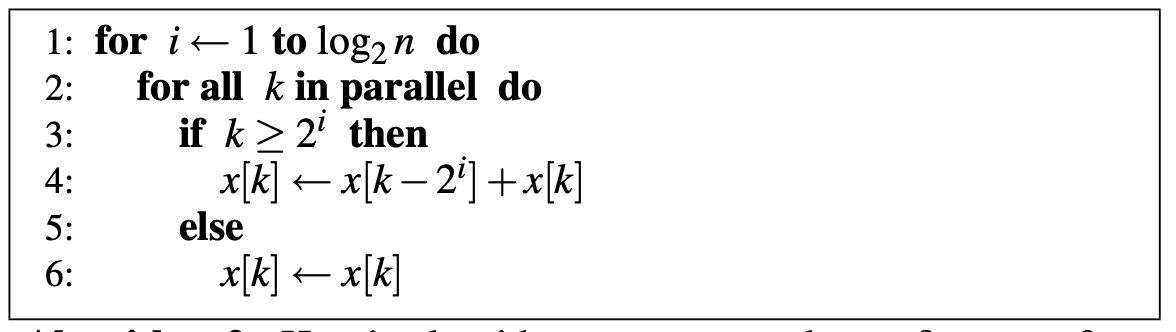 1: for i ← 1 to log₂ n do
2: for all k in parallel do
3: if k ≥ 2ⁱ then
4: x[k] ← x[k − 2ⁱ] + x[k]
5: else
6: x[k] ← x[k]